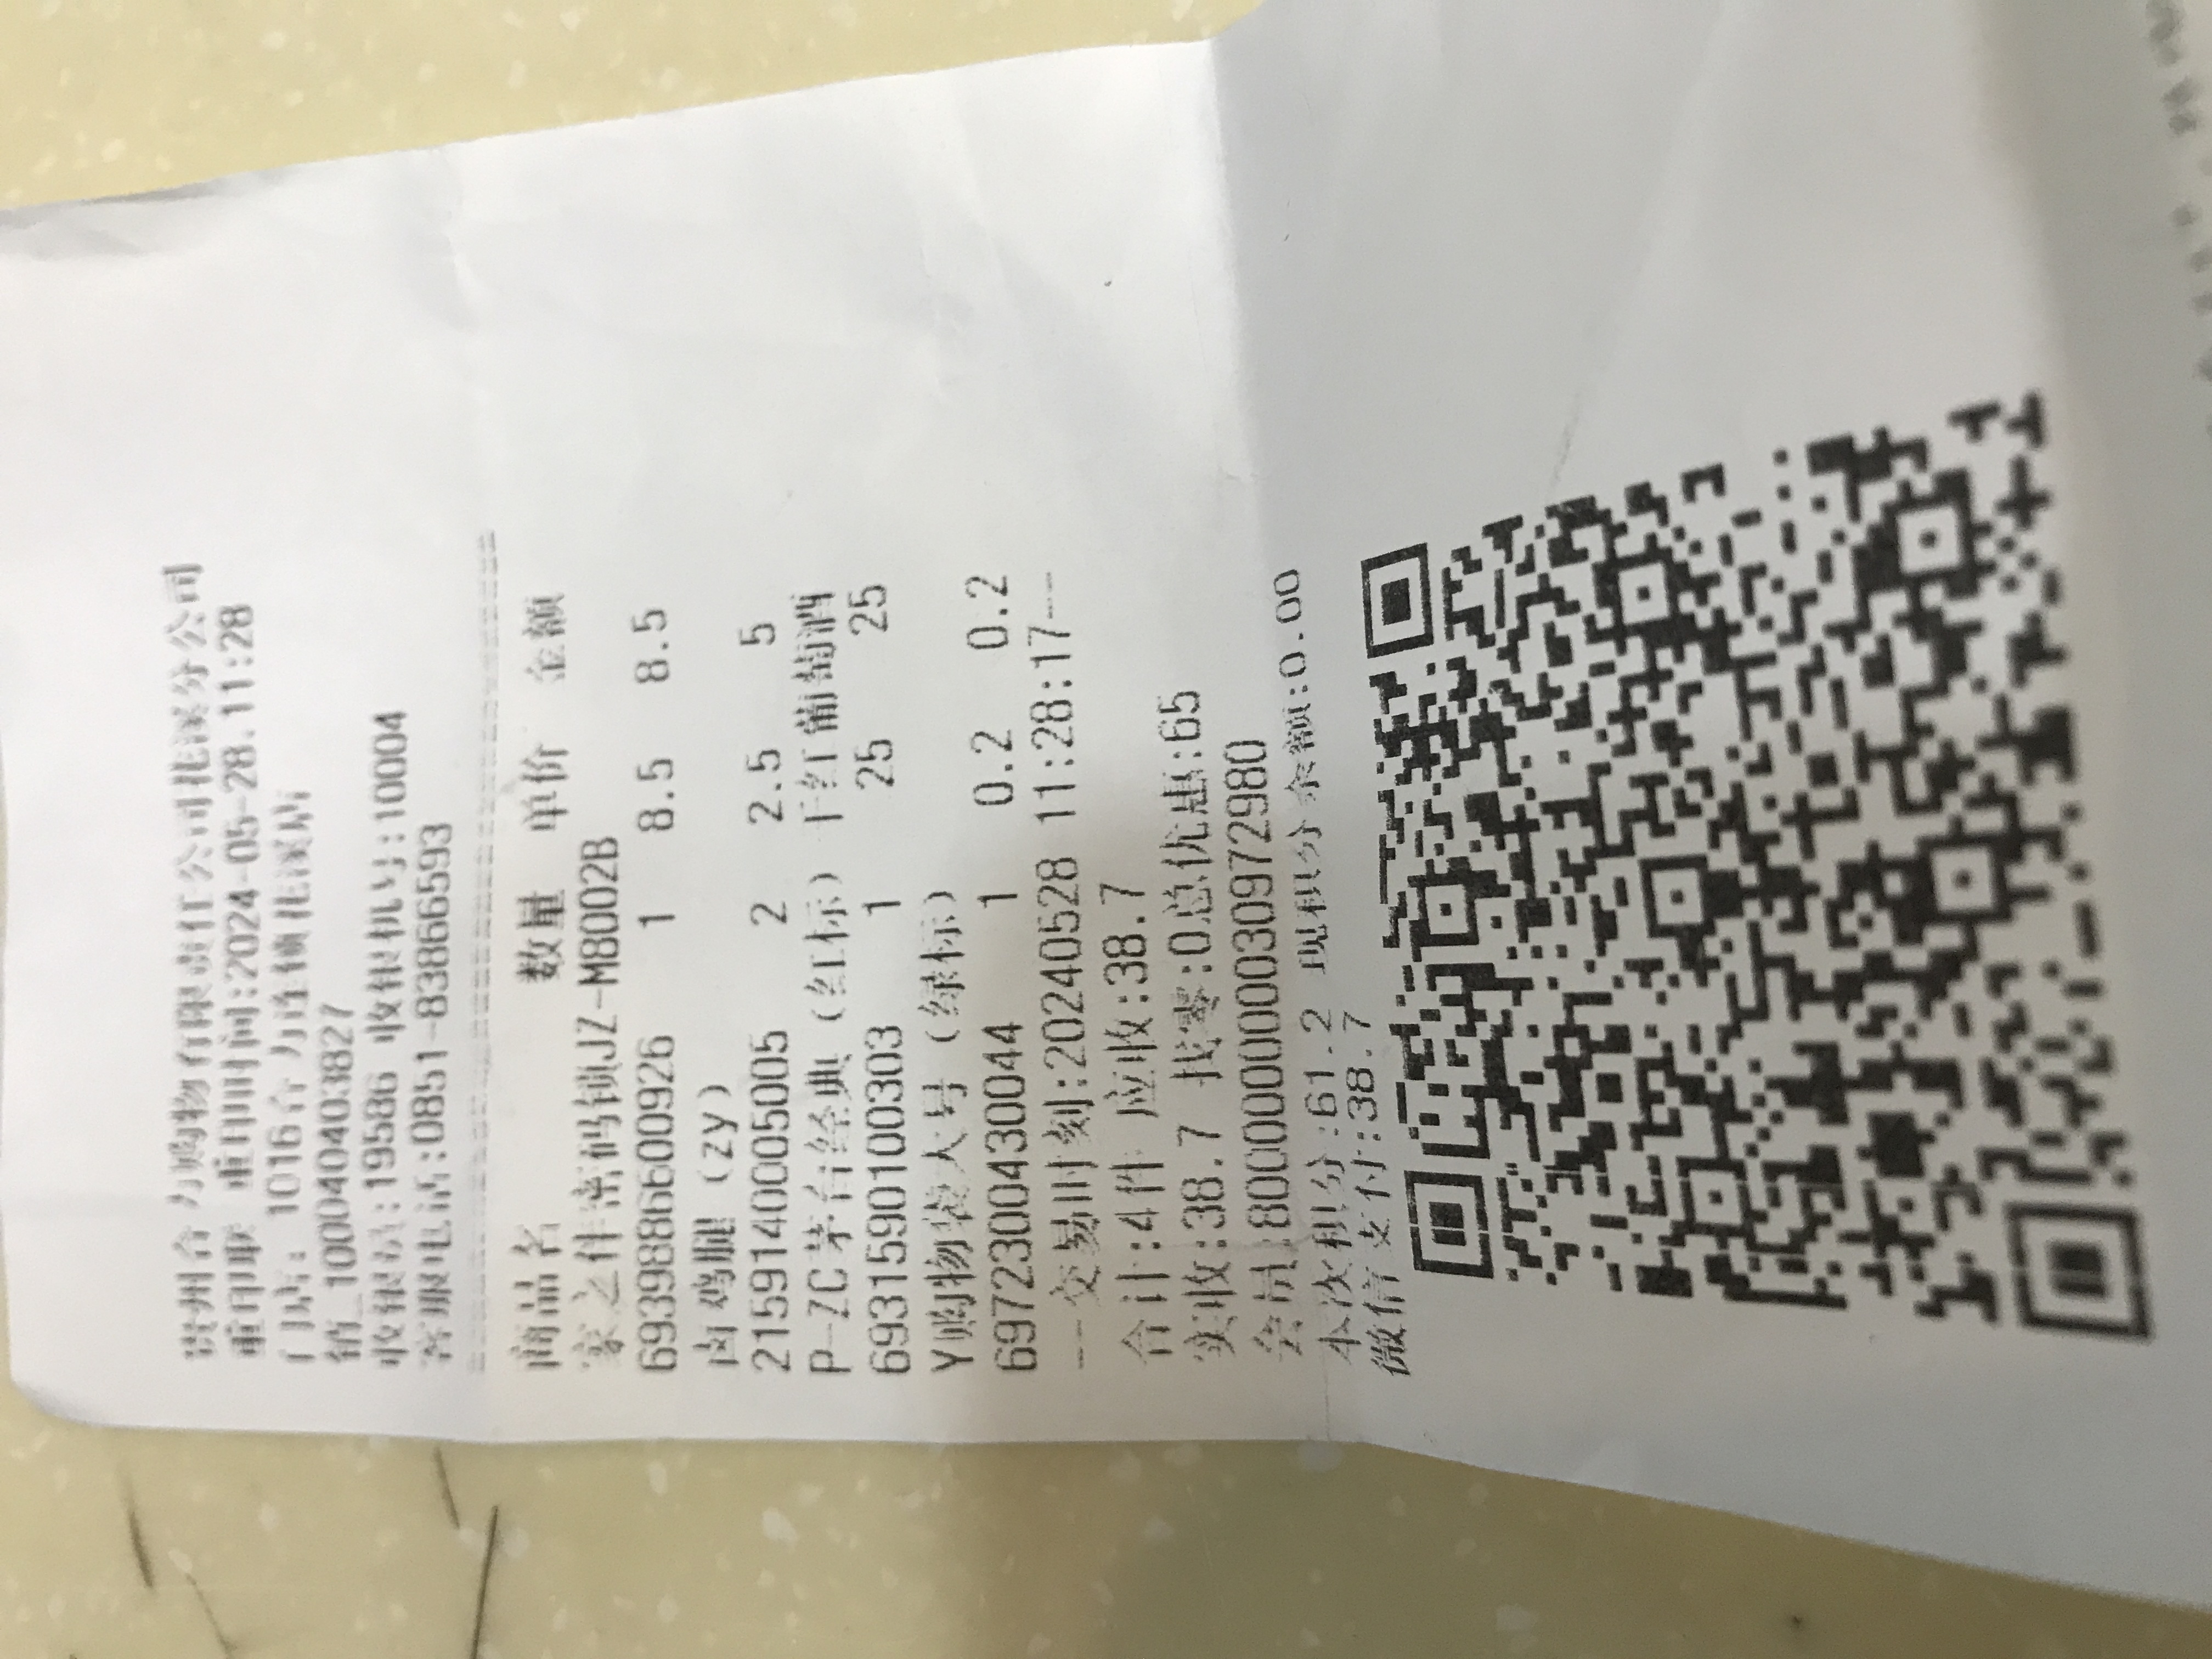 贵州合力购物有限责任公司花溪分公司
重印联 重印时间:2024-05-28.11:28
门店: 1016合力连锁花溪店
销_100040403827
收银员:19586 收银机号:10004
客服电话:0851-83866593
商品名 数量 单价 金额
家之件密码锁JZ-M8002B
6939886600926 1 8.5 8.5
卤鸡腿(zy)
2159140005005 2 2.5 5
P-ZC茅台经典(红标)干红葡萄酒
6931590100303 1 25 25
Y购物袋大号(绿标)
6972300430044 1 0.2 0.2
--交易时刻:20240528 11:28:17--
合计:4件 应收:38.7
实收:38.7 找零:0总优惠:65
会员:8000000000030972980
本次积分:61.2 现积分 余额:0.00
微信支付:38.7